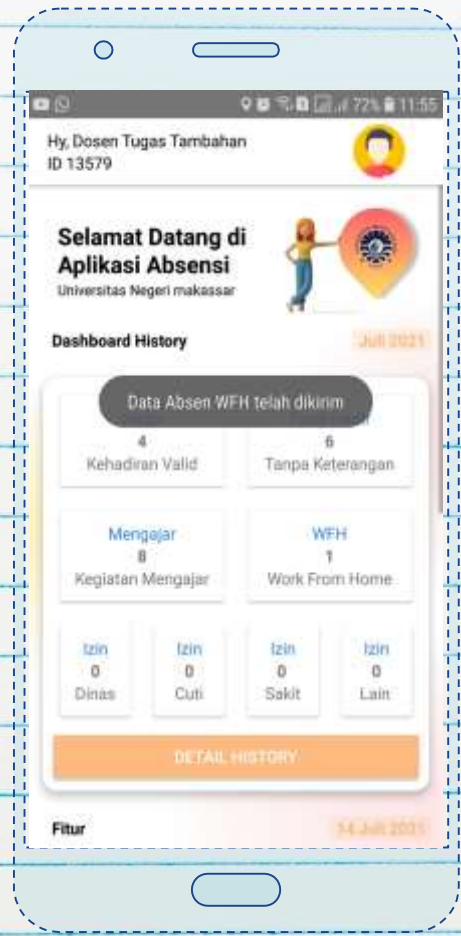 72% 11:55
Hy, Dosen Tugas Tambahan
ID 13579
Selamat Datang di
Aplikasi Absensi
Universitas Negeri makassar
Dashboard History
Juli 2021
Data Absen WFH telah dikirim
4
Kehadiran Valid
6
Tanpa Keterangan
Mengajar
8
Kegiatan Mengajar
WFH
1
Work From Home
Izin
0
Dinas
Izin
0
Cuti
Izin
0
Sakit
Izin
0
Lain
DETAIL HISTORY
Fitur
14 Juli 2021